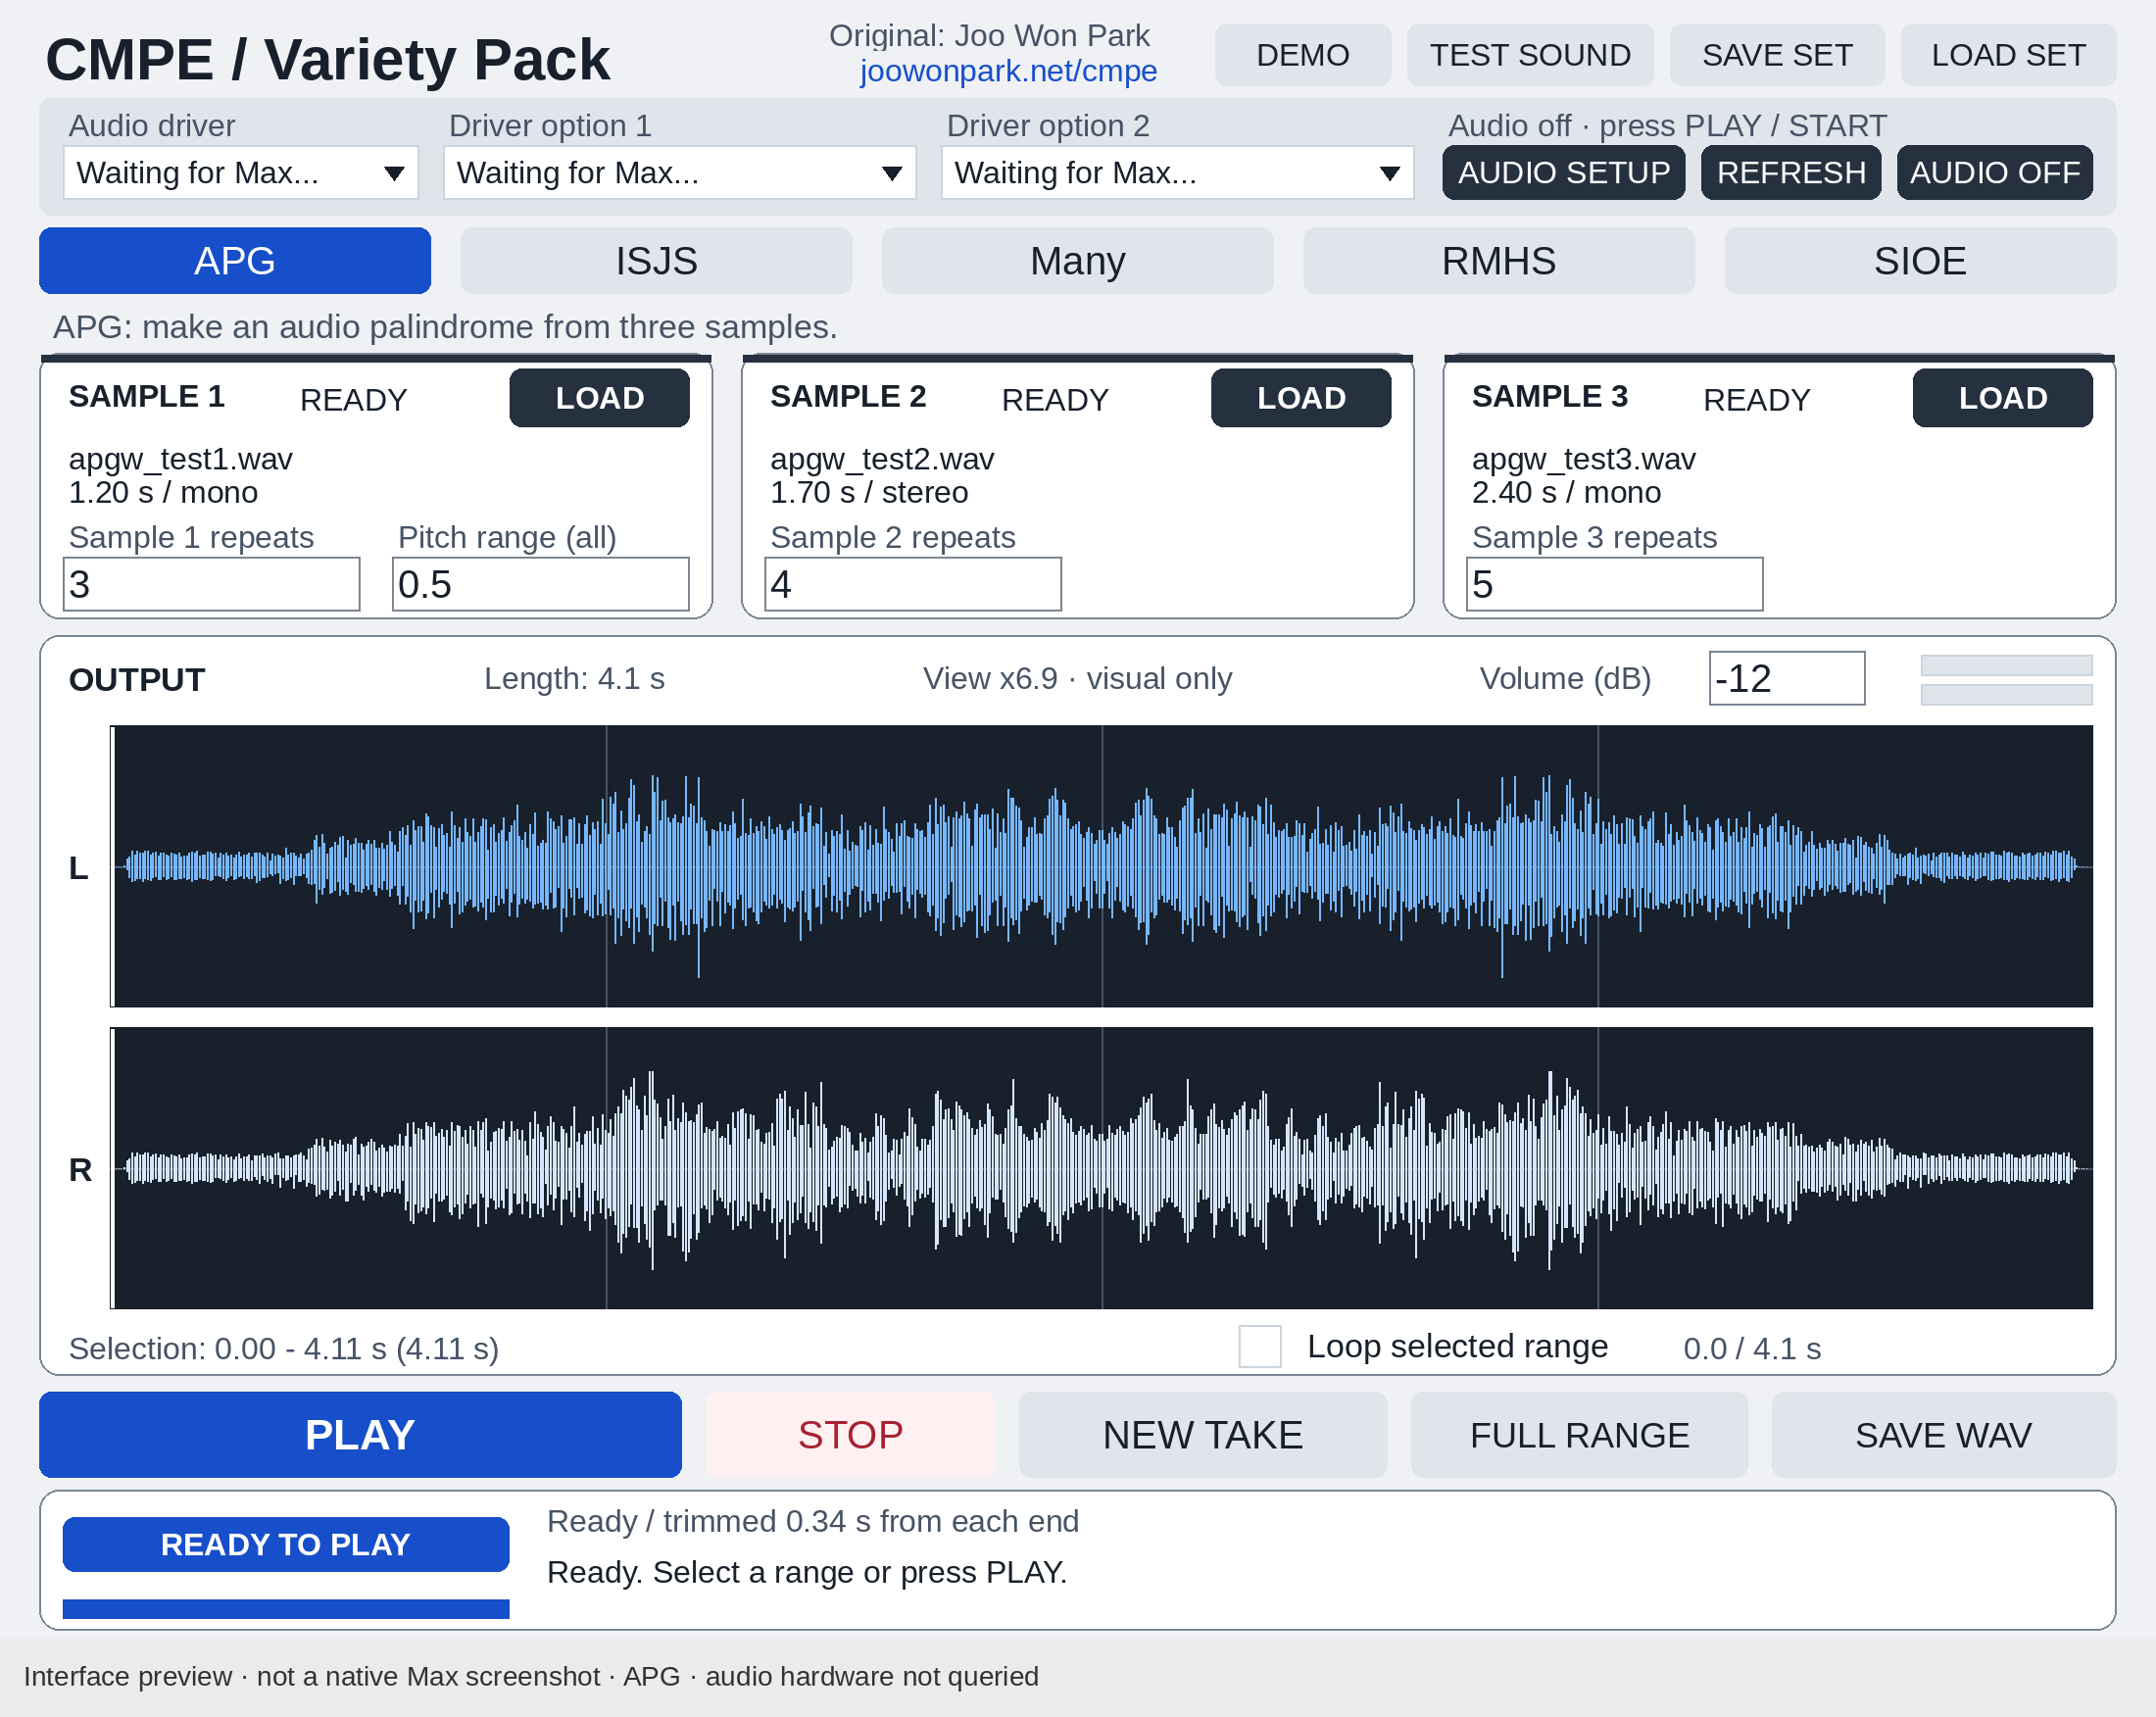 CMPE / Variety Pack
Original: Joo Won Park
joowonpark.net/cmpe
DEMO
TEST SOUND
SAVE SET
LOAD SET
Audio driver
Driver option 1
Driver option 2
Audio off · press PLAY / START
Waiting for Max...
Waiting for Max...
Waiting for Max...
AUDIO SETUP
REFRESH
AUDIO OFF
APG
ISJS
Many
RMHS
SIOE
APG: make an audio palindrome from three samples.
SAMPLE 1
READY
LOAD
apgw_test1.wav
1.20 s / mono
Sample 1 repeats
Pitch range (all)
3
0.5
SAMPLE 2
READY
LOAD
apgw_test2.wav
1.70 s / stereo
Sample 2 repeats
4
SAMPLE 3
READY
LOAD
apgw_test3.wav
2.40 s / mono
Sample 3 repeats
5
OUTPUT
Length: 4.1 s
View x6.9 · visual only
Volume (dB)
-12
L
R
Selection: 0.00 - 4.11 s (4.11 s)
Loop selected range
0.0 / 4.1 s
PLAY
STOP
NEW TAKE
FULL RANGE
SAVE WAV
READY TO PLAY
Ready / trimmed 0.34 s from each end
Ready. Select a range or press PLAY.
Interface preview · not a native Max screenshot · APG · audio hardware not queried